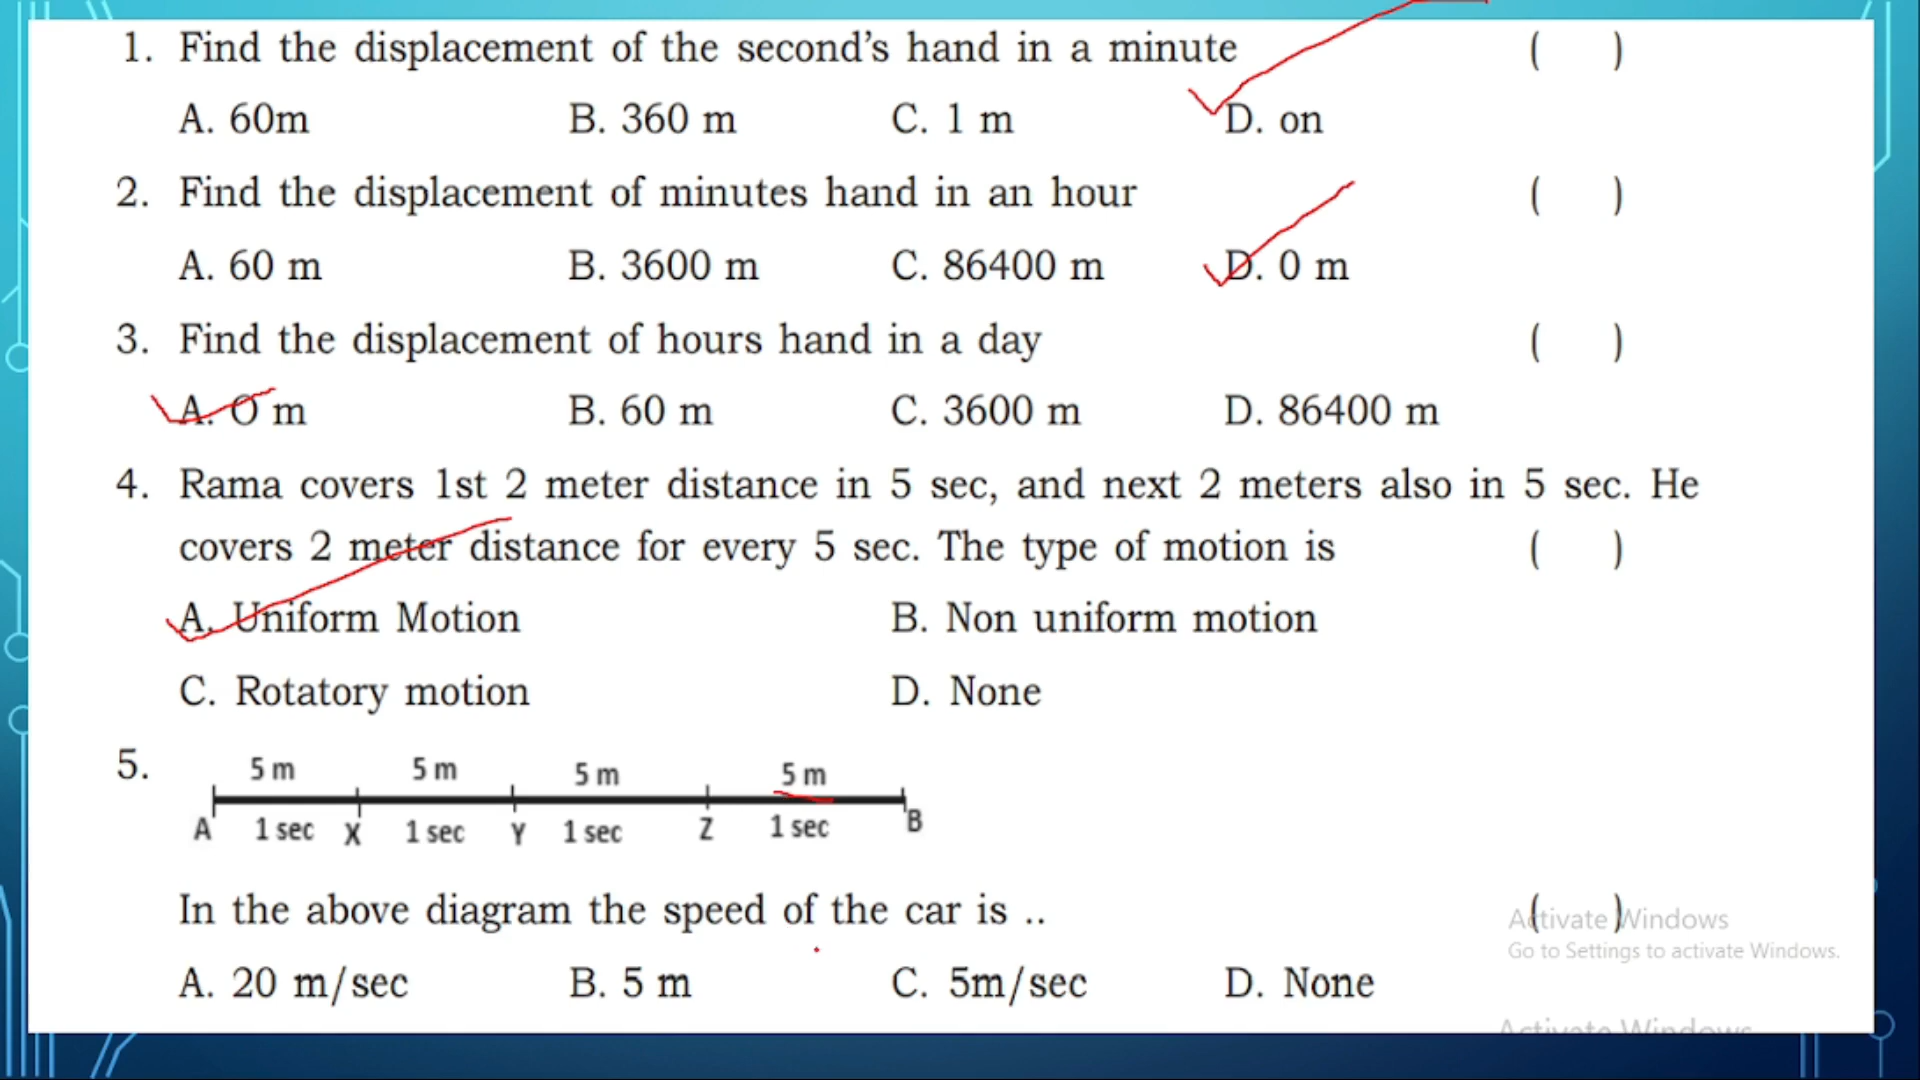 1. Find the displacement of the second's hand in a minute ( )
A. 60m B. 360 m C. 1 m D. on
2. Find the displacement of minutes hand in an hour ( )
A. 60 m B. 3600 m C. 86400 m D. 0 m
3. Find the displacement of hours hand in a day ( )
A. O m B. 60 m C. 3600 m D. 86400 m
4. Rama covers 1st 2 meter distance in 5 sec, and next 2 meters also in 5 sec. He
covers 2 meter distance for every 5 sec. The type of motion is ( )
A. Uniform Motion B. Non uniform motion
C. Rotatory motion D. None
5.
5 m 5 m 5 m 5 m
A 1 sec X 1 sec Y 1 sec Z 1 sec B
In the above diagram the speed of the car is .. ( )
A. 20 m/sec B. 5 m C. 5m/sec D. None
Activate Windows
Go to Settings to activate Windows.
Activate Windows